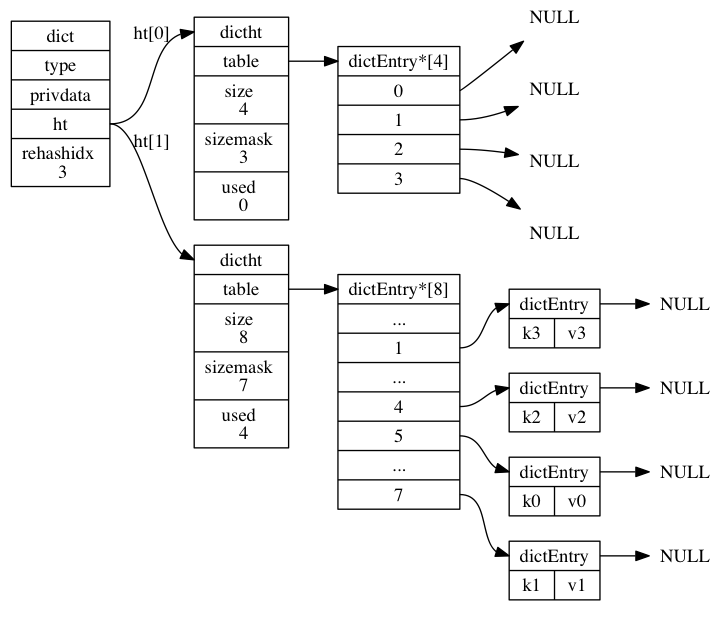 dict
type
privdata
ht
rehashidx
3
ht[0]
ht[1]
dictht
table
size
4
sizemask
3
used
0
dictEntry*[4]
0
1
2
3
NULL
NULL
NULL
NULL
dictht
table
size
8
sizemask
7
used
4
dictEntry*[8]
...
1
...
4
5
...
7
dictEntry
k3 v3
NULL
dictEntry
k2 v2
NULL
dictEntry
k0 v0
NULL
dictEntry
k1 v1
NULL